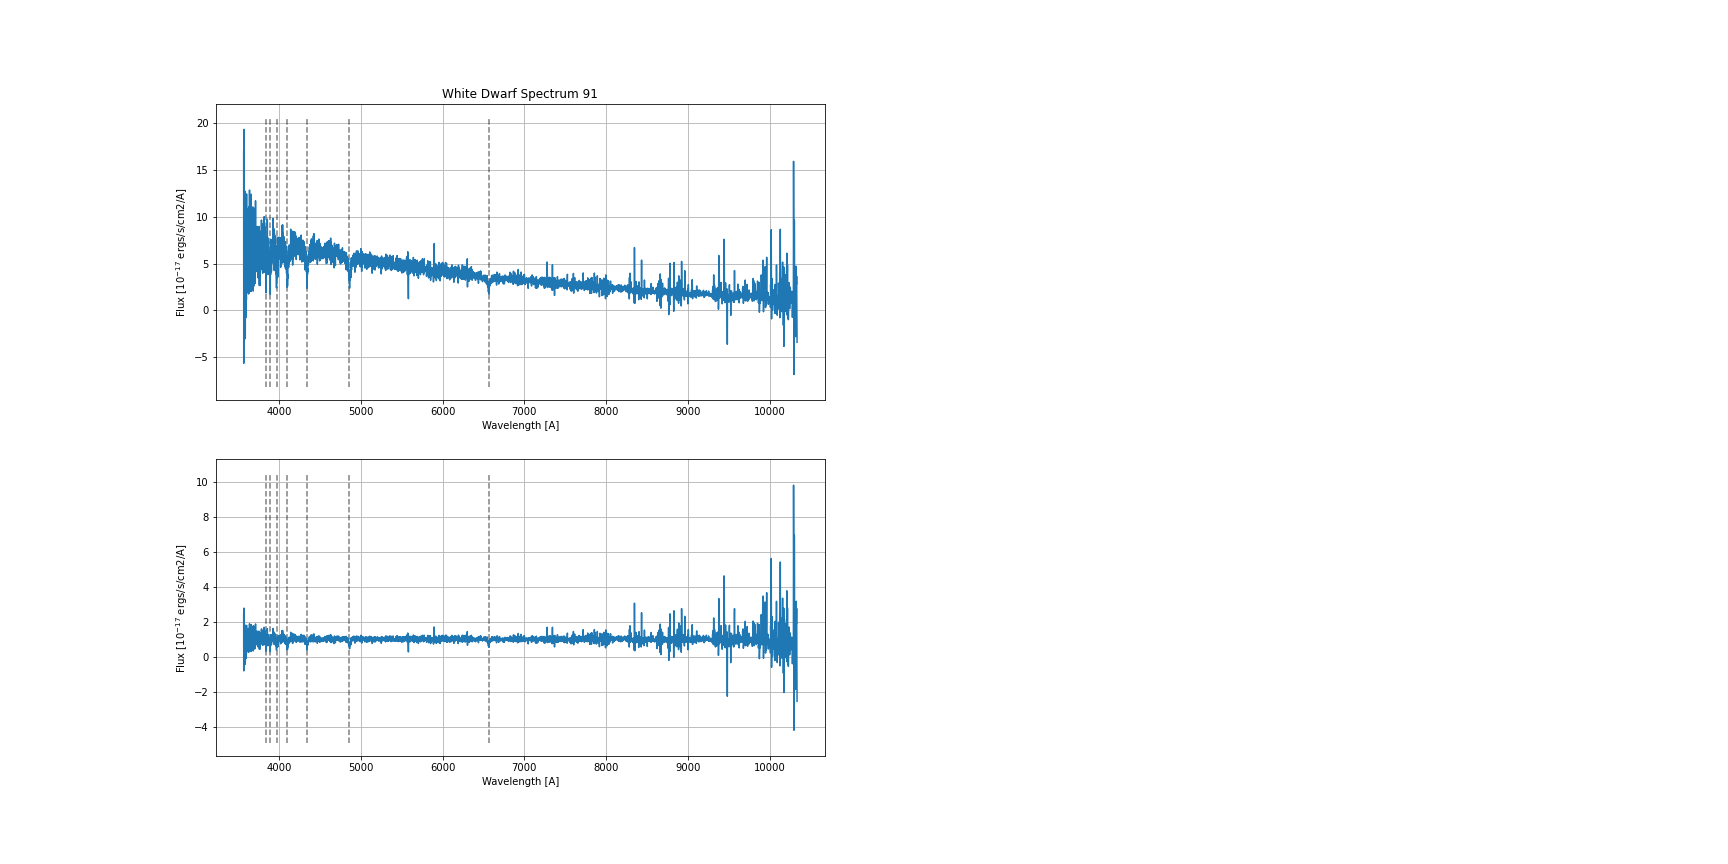 White Dwarf Spectrum 91
20
15
10
5
0
−5
Flux [10⁻¹⁷ ergs/s/cm2/A]
4000 5000 6000 7000 8000 9000 10000
Wavelength [A]
10
8
6
4
2
0
−2
−4
Flux [10⁻¹⁷ ergs/s/cm2/A]
4000 5000 6000 7000 8000 9000 10000
Wavelength [A]